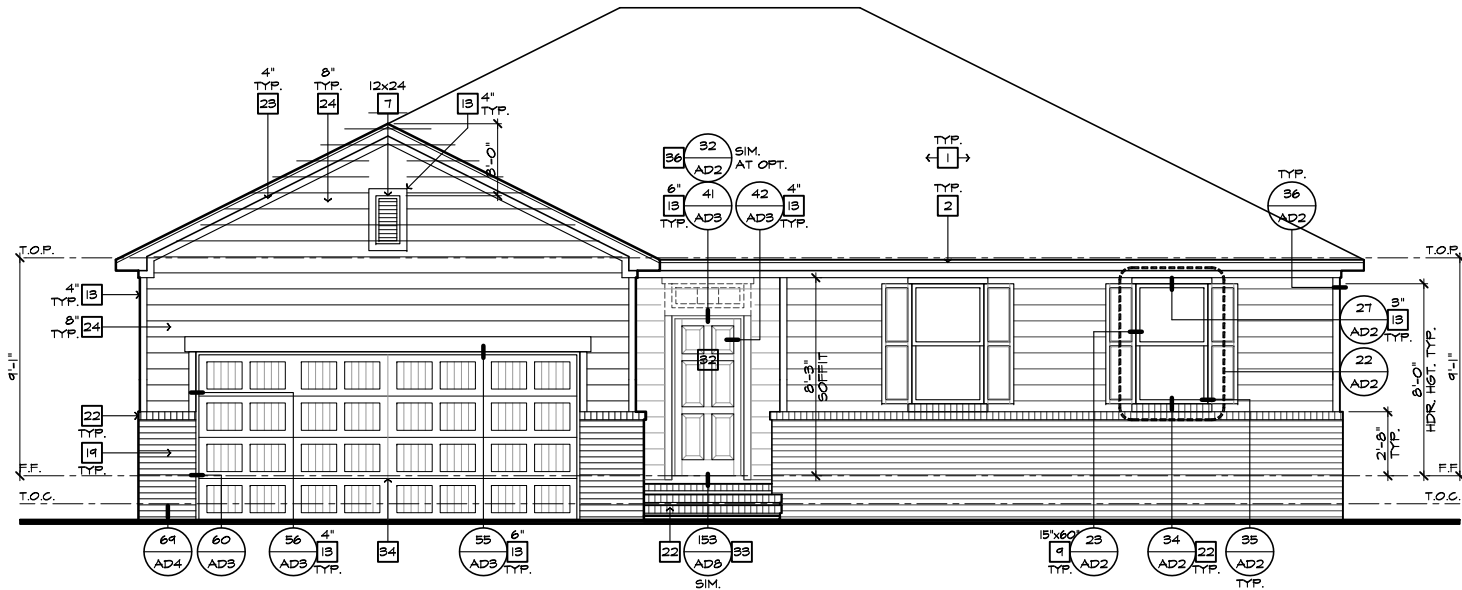 4"
TYP.
23
8"
TYP.
24
12x24
7
13
4"
TYP.
8'-0"
36
32
AD2
SIM.
AT OPT.
6"
13
TYP.
41
AD3
42
AD3
4"
13
TYP.
TYP.
1
TYP.
2
TYP.
36
AD2
T.O.P.
T.O.P.
4"
TYP.
13
8"
TYP.
24
9'-1"
22
TYP.
19
TYP.
F.F.
T.O.C.
32
8'-3"
SOFFIT
27
AD2
3"
13
TYP.
22
AD2
8'-0"
HDR. HGT. TYP.
9'-1"
2'-8"
TYP.
F.F.
T.O.C.
69
AD4
60
AD3
56
AD3
4"
13
TYP.
34
55
AD3
6"
13
TYP.
22
153
AD8
SIM.
33
15"x60"
9
TYP.
23
AD2
34
AD2
22
TYP.
35
AD2
TYP.